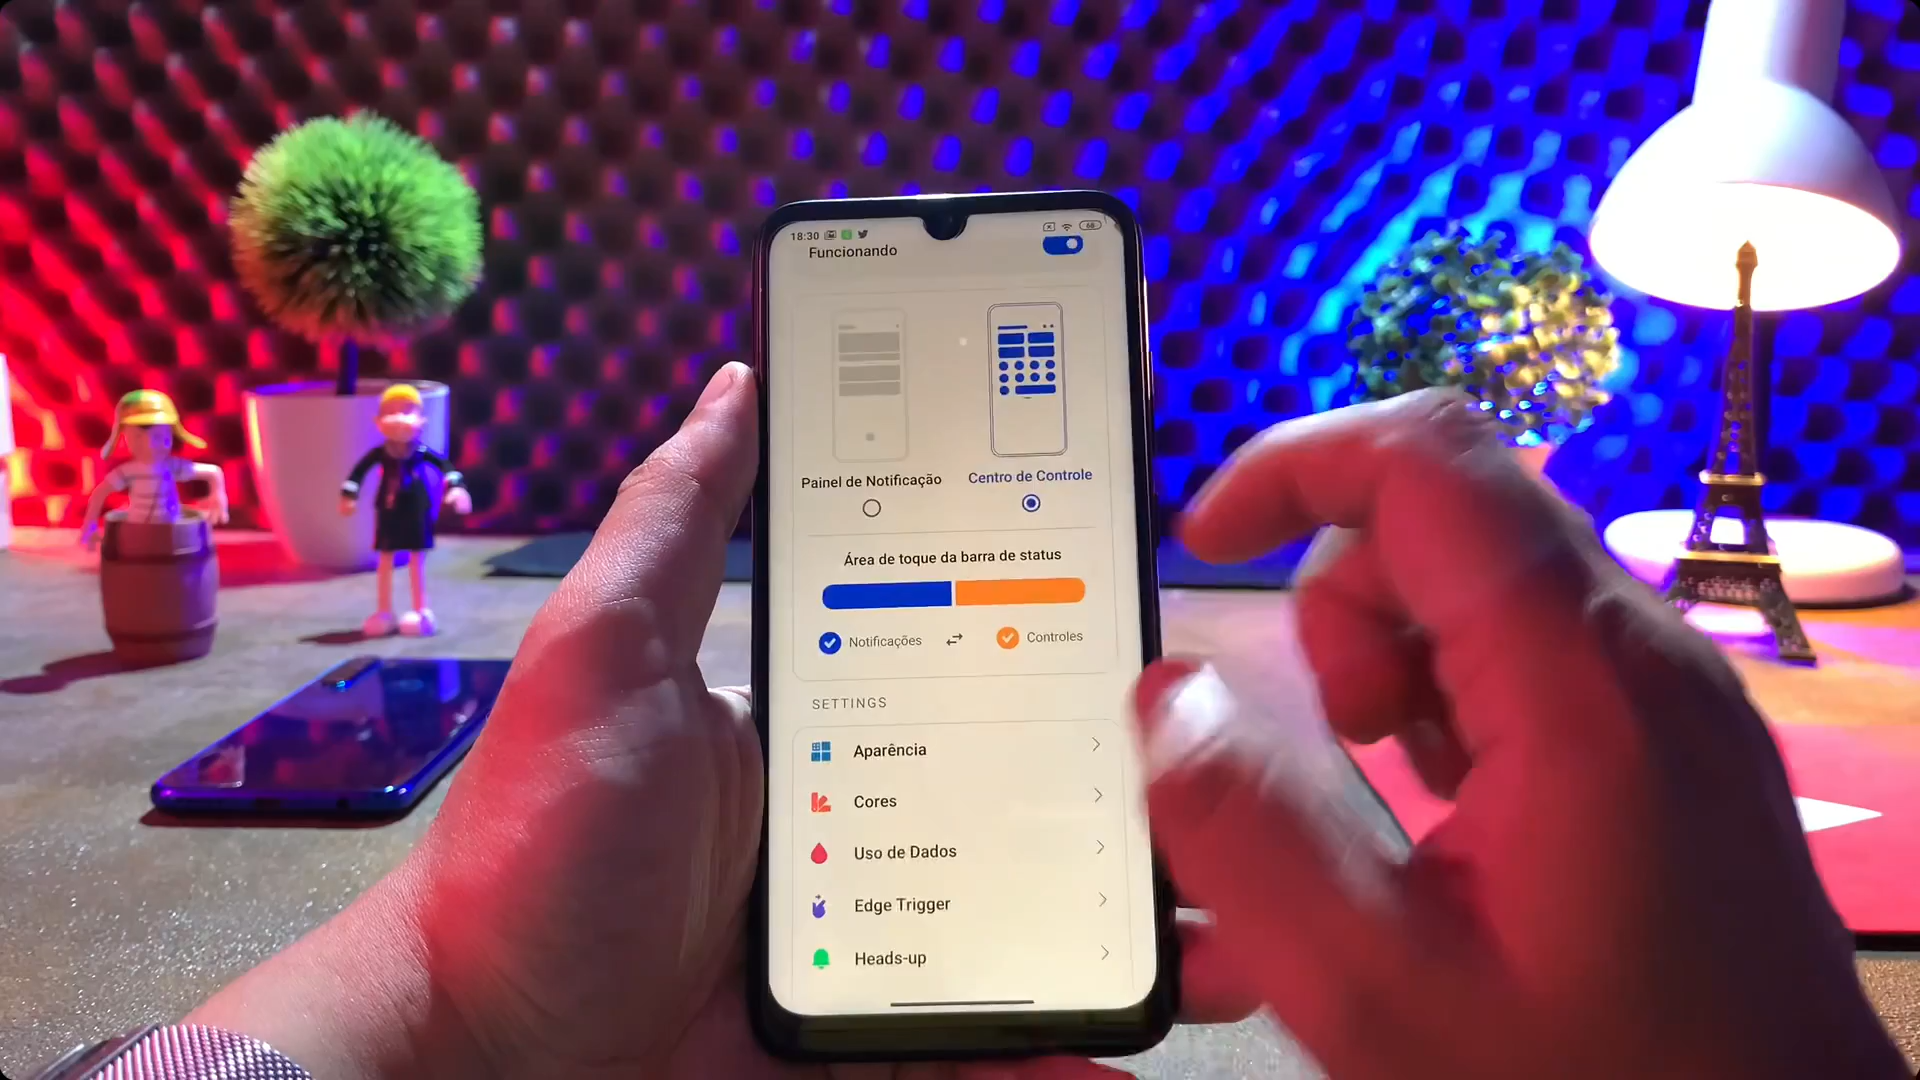 18:30
68
Funcionando
Painel de Notificação
Centro de Controle
Área de toque da barra de status
Notificações
Controles
SETTINGS
Aparência
Cores
Uso de Dados
Edge Trigger
Heads-up